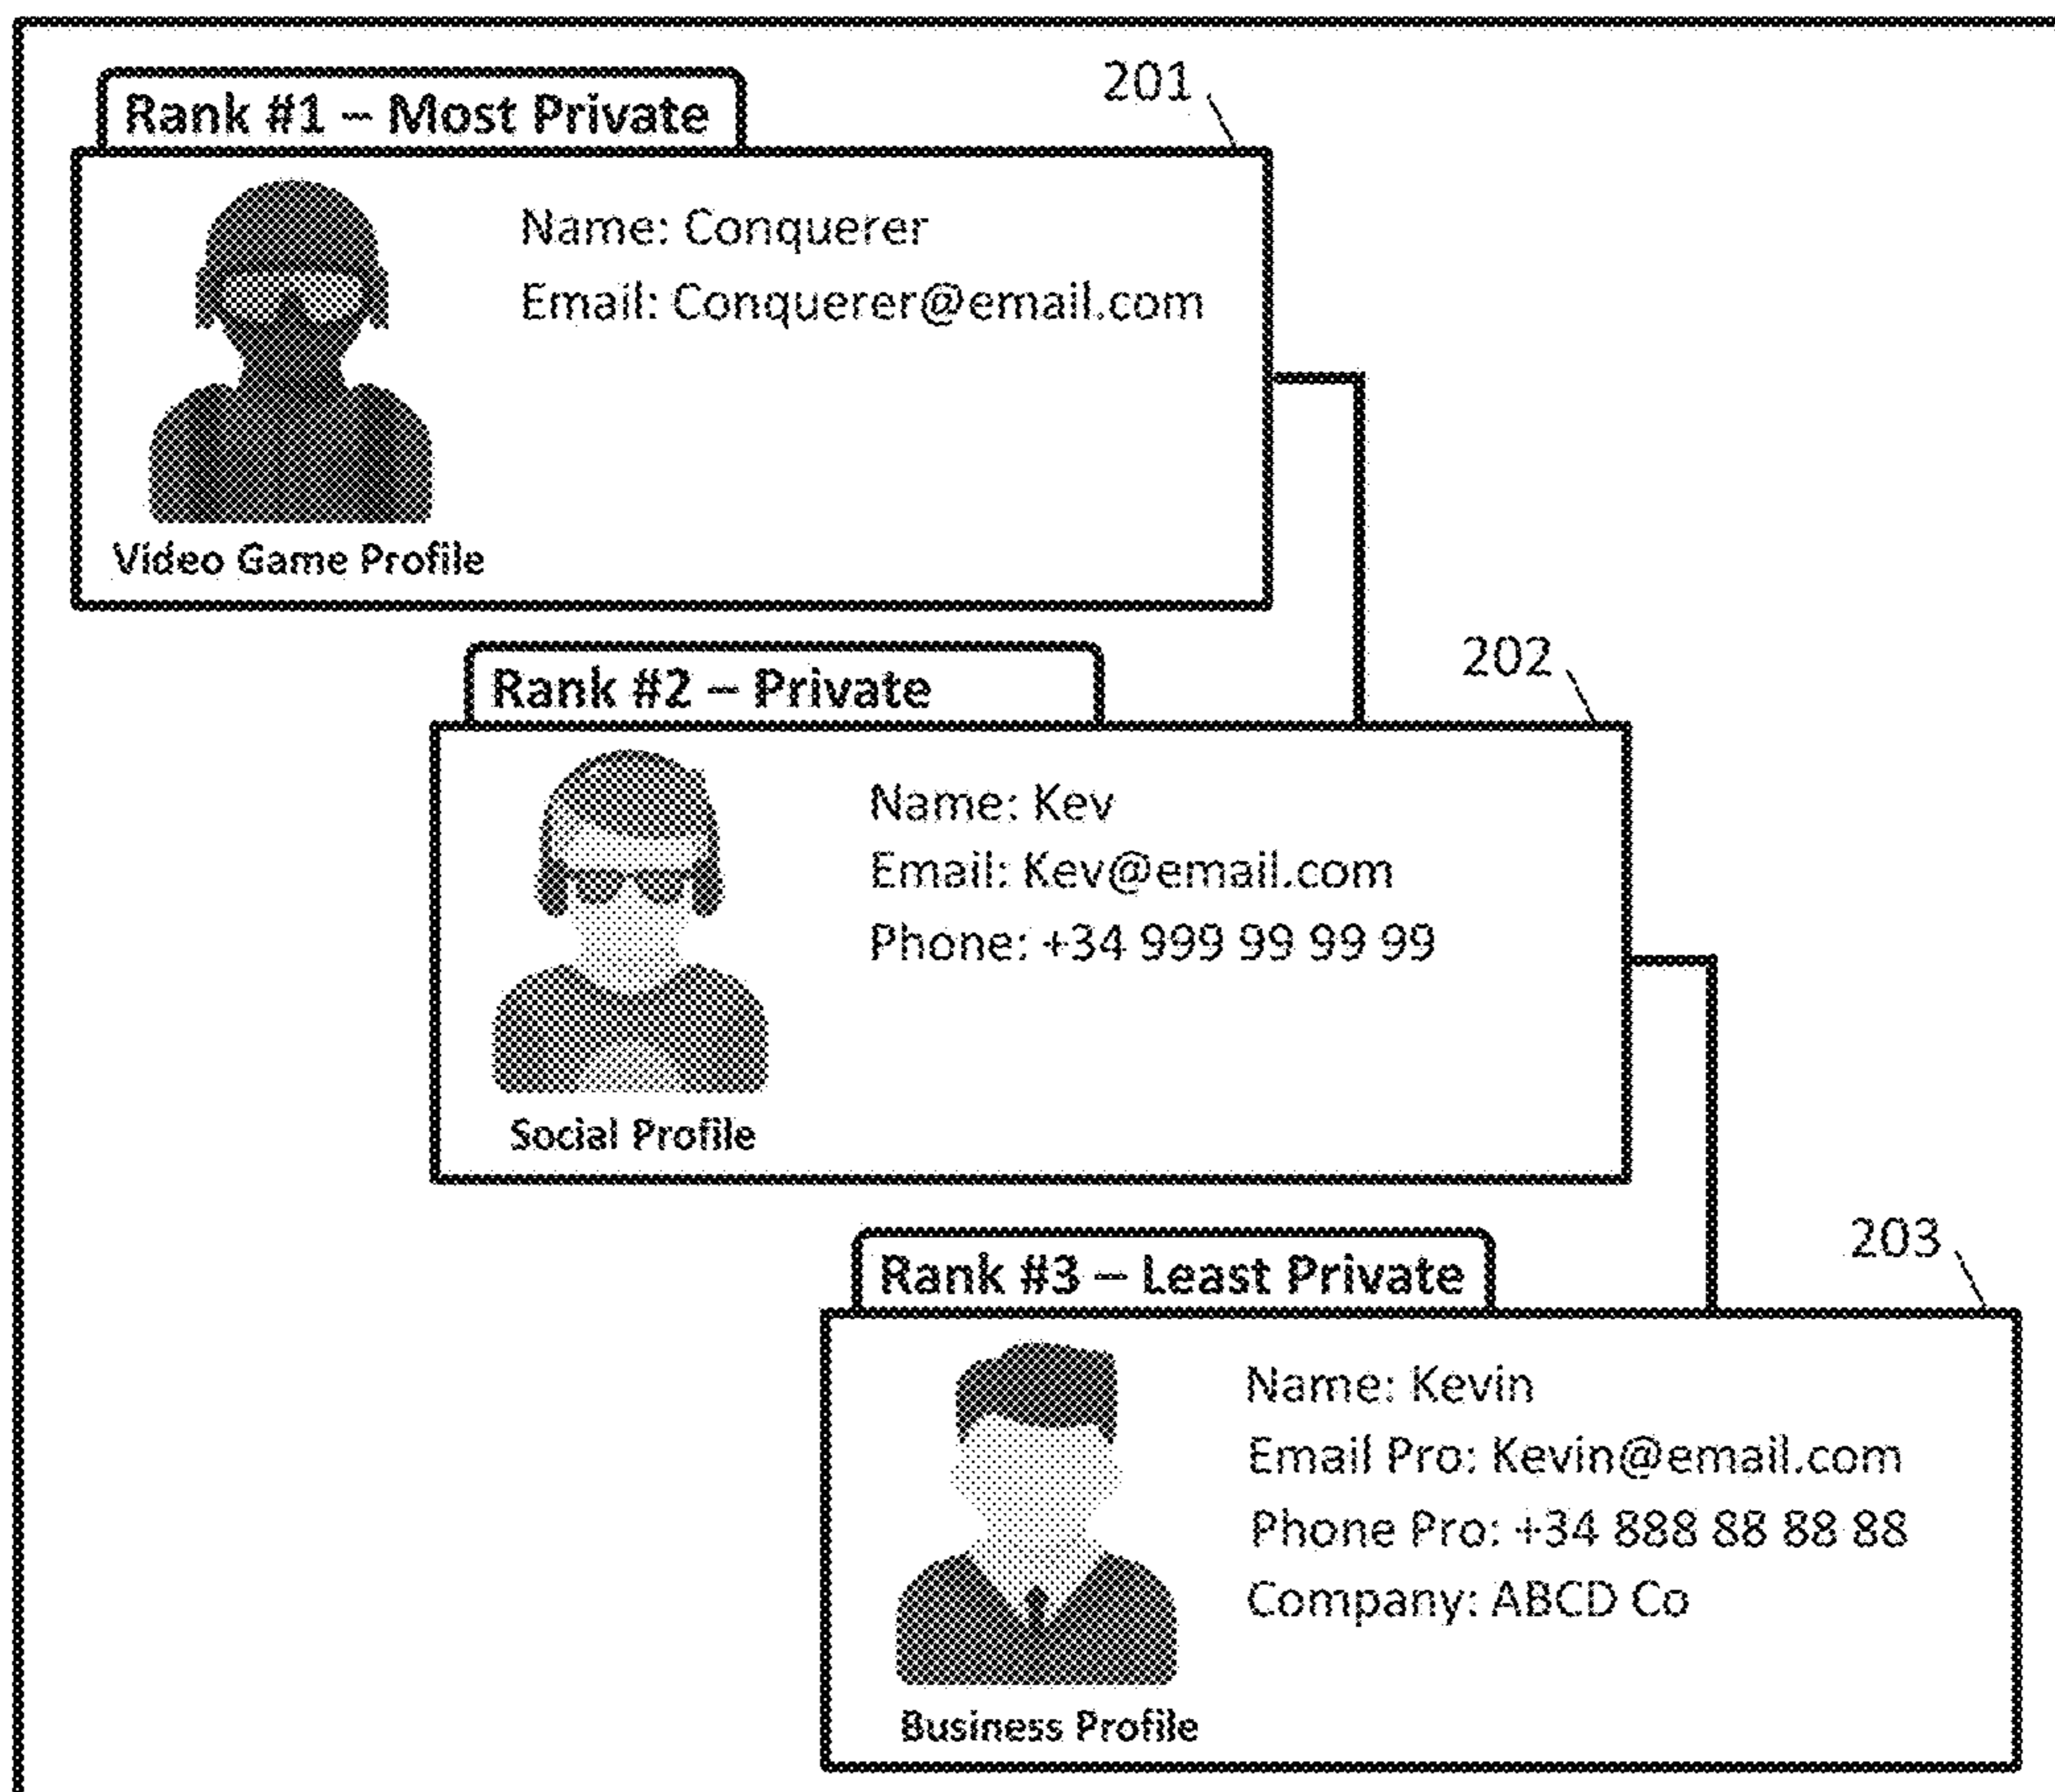 201
Rank #1 – Most Private
Name: Conquerer
Email: Conquerer@email.com
Video Game Profile
202
Rank #2 – Private
Name: Kev
Email: Kev@email.com
Phone: +34 999 99 99 99
Social Profile
203
Rank #3 – Least Private
Name: Kevin
Email Pro: Kevin@email.com
Phone Pro: +34 888 88 88 88
Company: ABCD Co
Business Profile